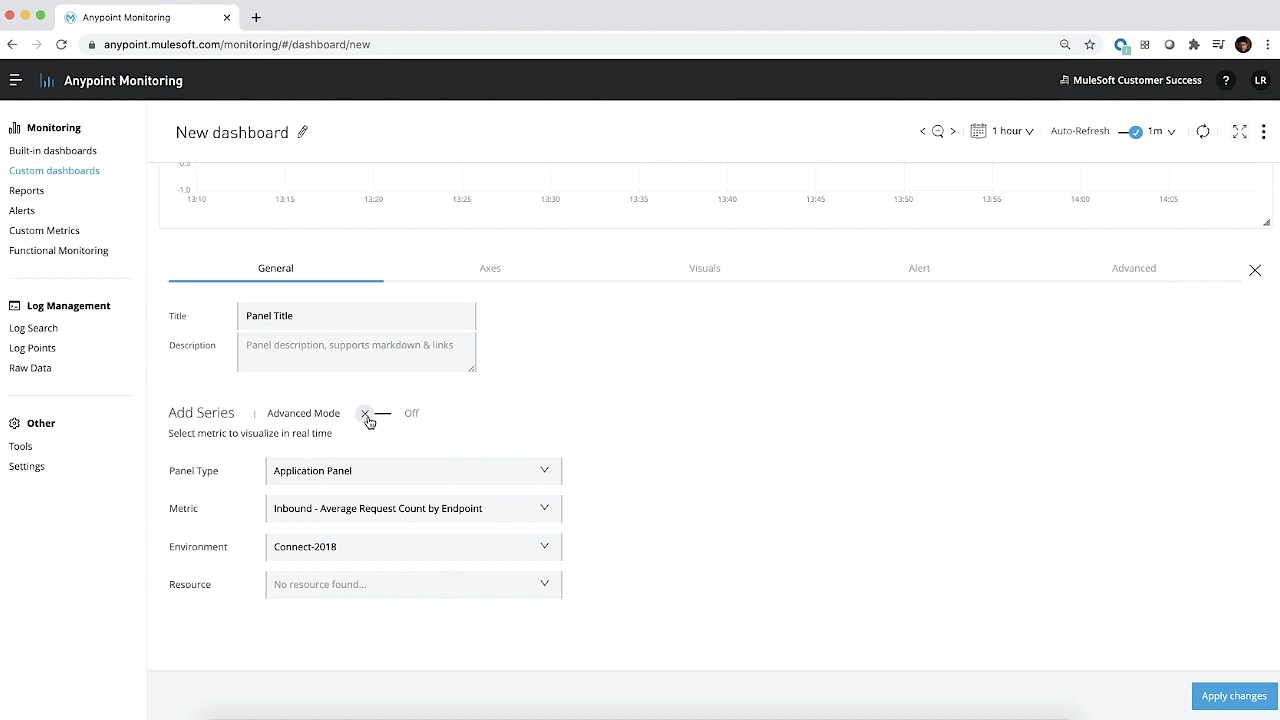 Anypoint Monitoring
anypoint.mulesoft.com/monitoring/#/dashboard/new
Anypoint Monitoring
MuleSoft Customer Success
?
LR
Monitoring
Built-in dashboards
Custom dashboards
Reports
Alerts
Custom Metrics
Functional Monitoring
Log Management
Log Search
Log Points
Raw Data
Other
Tools
Settings
New dashboard
1 hour
Auto-Refresh
1m
-0.5
-1.0
13:10 13:15 13:20 13:25 13:30 13:35 13:40 13:45 13:50 13:55 14:00 14:05
General Axes Visuals Alert Advanced
Title Panel Title
Description Panel description, supports markdown & links
Add Series | Advanced Mode Off
Select metric to visualize in real time
Panel Type Application Panel
Metric Inbound - Average Request Count by Endpoint
Environment Connect-2018
Resource No resource found...
Apply changes